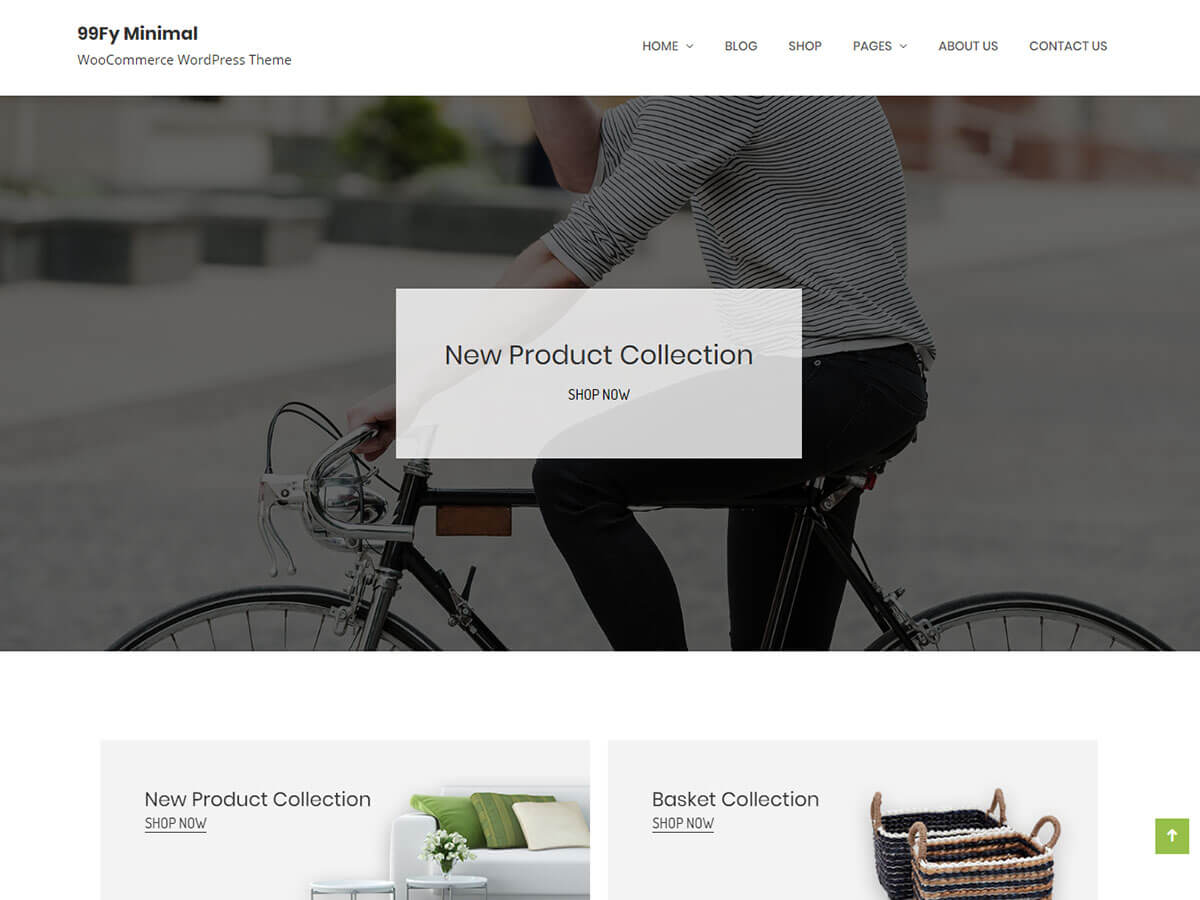 99Fy Minimal
WooCommerce WordPress Theme
HOME BLOG SHOP PAGES ABOUT US CONTACT US
New Product Collection
SHOP NOW
New Product Collection
SHOP NOW
Basket Collection
SHOP NOW